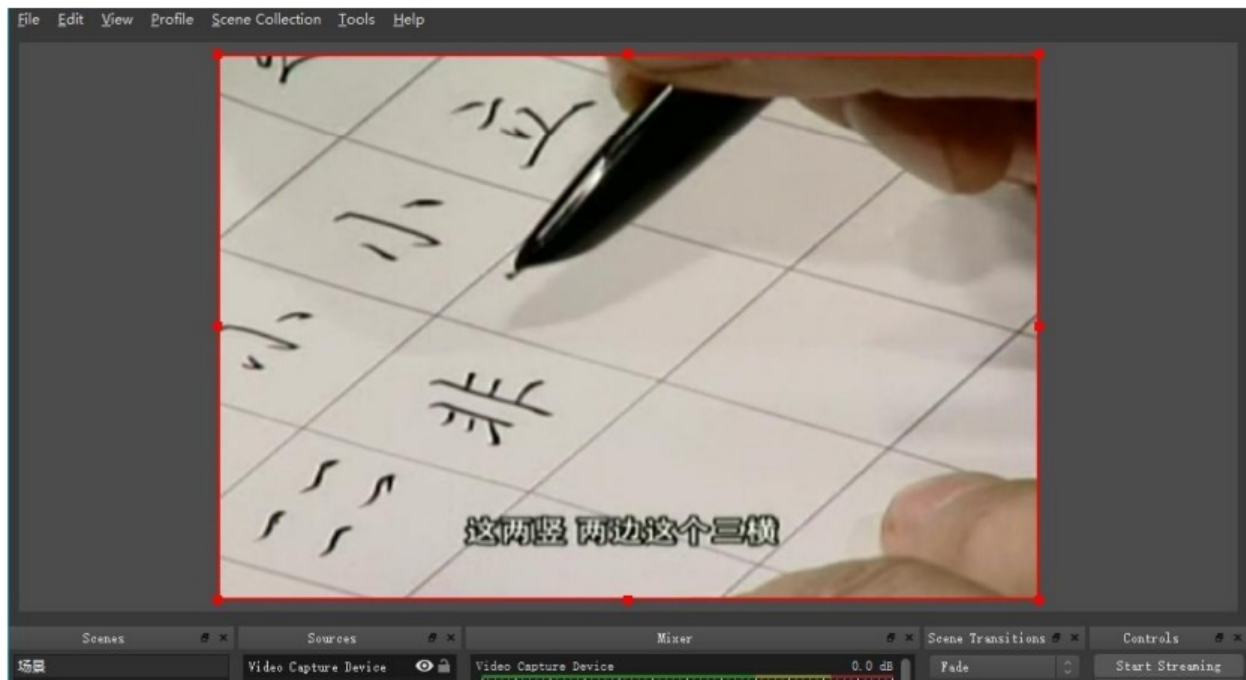 File Edit View Profile Scene Collection Tools Help
小
非
这两竖 两边这个三横
Scenes Sources Mixer Scene Transitions Controls
场景 Video Capture Device Video Capture Device 0.0 dB Fade Start Streaming